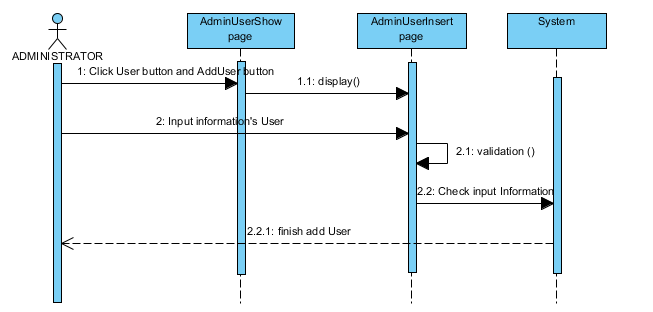 AdminUserShow
page
AdminUserInsert
page
System
ADMINISTRATOR
1: Click User button and AddUser button
1.1: display()
2: Input information's User
2.1: validation ()
2.2: Check input Information
2.2.1: finish add User